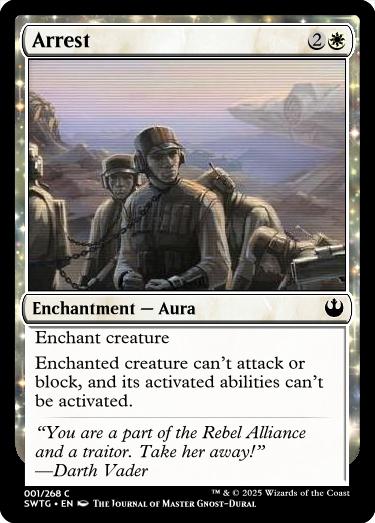 Arrest 2
Enchantment — Aura
Enchant creature
Enchanted creature can't attack or
block, and its activated abilities can't
be activated.
“You are a part of the Rebel Alliance
and a traitor. Take her away!”
—Darth Vader
001/268 C ™ & © 2025 Wizards of the Coast
SWTG • EN The Journal of Master Gnost-Dural